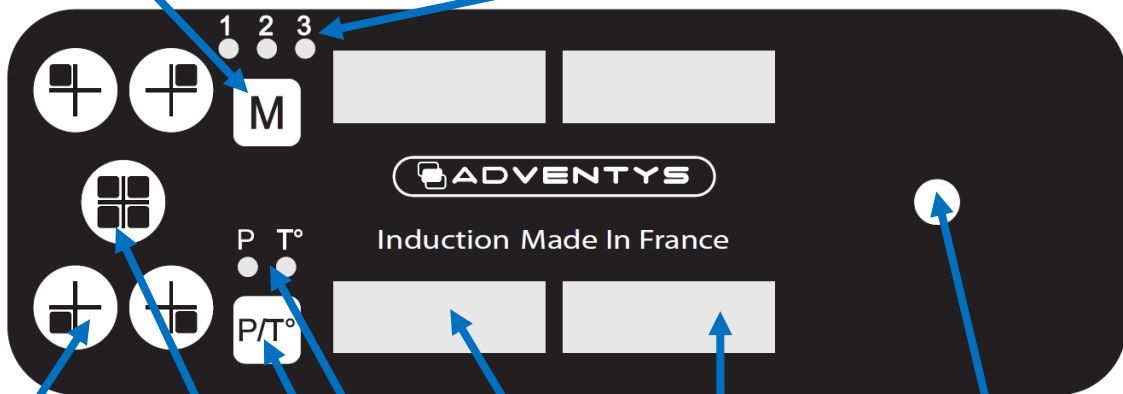 1 2 3
M
ADVENTYS
P T°
Induction Made In France
P/T°